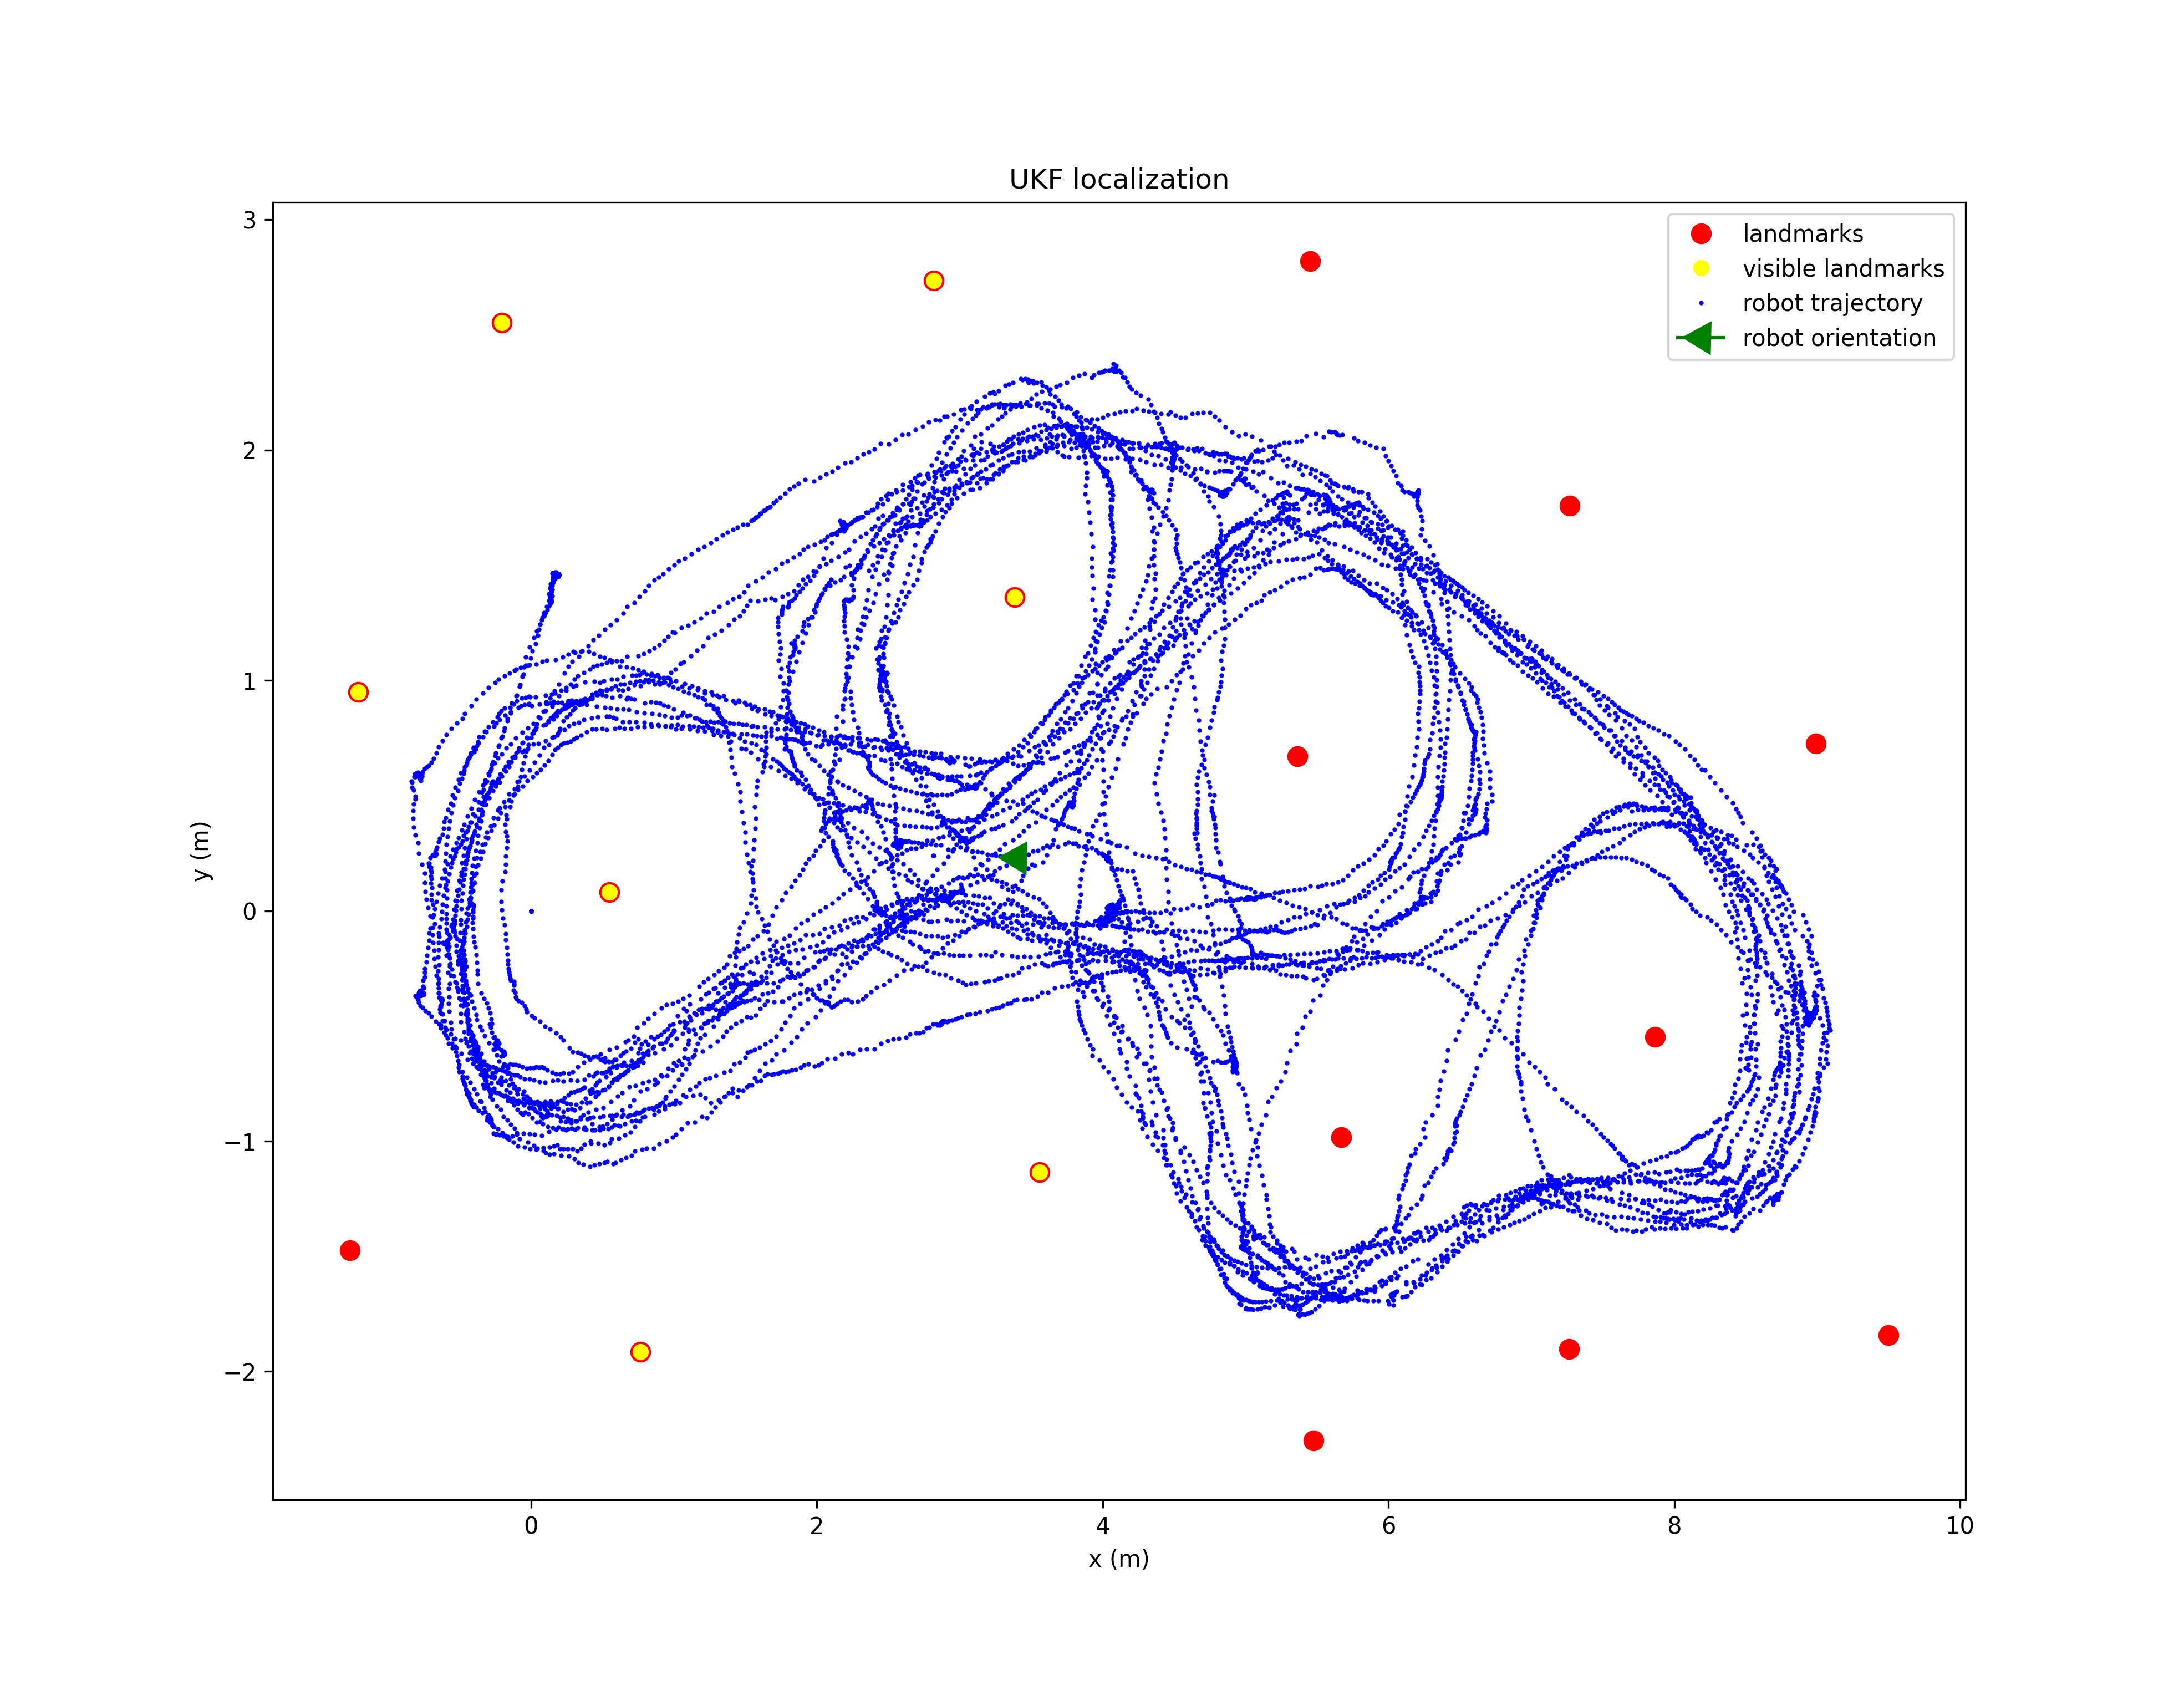 UKF localization
landmarks
visible landmarks
robot trajectory
robot orientation
3
2
1
0
−1
−2
y (m)
0 2 4 6 8 10
x (m)